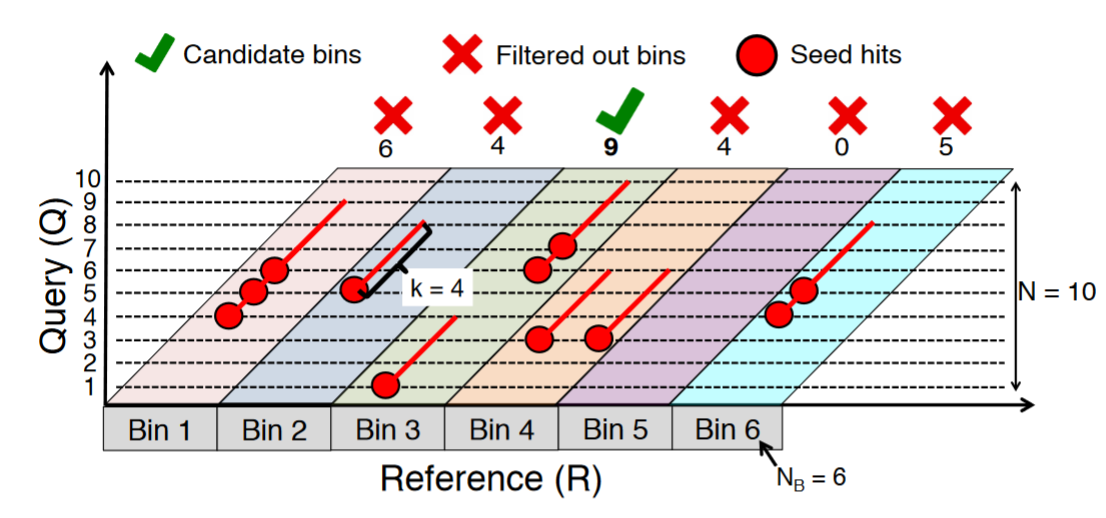 Candidate bins
Filtered out bins
Seed hits
6
4
9
4
0
5
Query (Q)
10
9
8
7
6
5
4
3
2
1
k = 4
N = 10
Bin 1
Bin 2
Bin 3
Bin 4
Bin 5
Bin 6
Reference (R)
N_B = 6